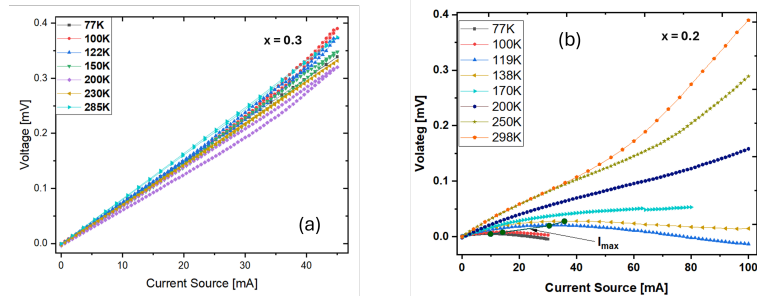 77K
100K
122K
150K
200K
230K
285K
x = 0.3
(a)
Voltage [mV]
0.4
0.3
0.2
0.1
0.0
0
10
20
30
40
Current Source [mA]
77K
100K
119K
138K
170K
200K
250K
298K
(b)
x = 0.2
I_max
Volateg [mV]
0.4
0.3
0.2
0.1
0.0
0
20
40
60
80
100
Current Source [mA]